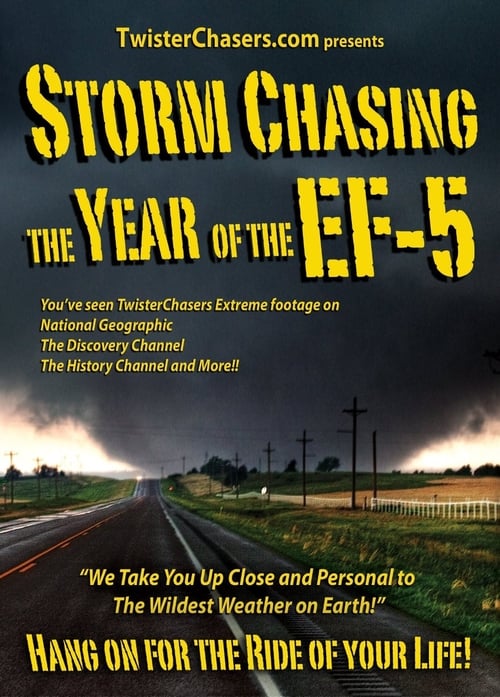 TwisterChasers.com presents
STORM CHASING
THE YEAR OF THE EF-5
You've seen TwisterChasers Extreme footage on
National Geographic
The Discovery Channel
The History Channel and More!!
"We Take You Up Close and Personal to
The Wildest Weather on Earth!"
HANG ON FOR THE RIDE OF YOUR LIFE!